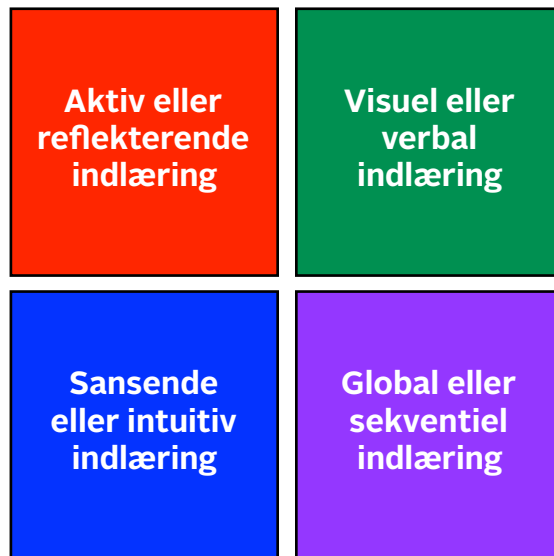 Aktiv eller
reflekterende
indlæring
Visuel eller
verbal
indlæring
Sansende
eller intuitiv
indlæring
Global eller
sekventiel
indlæring